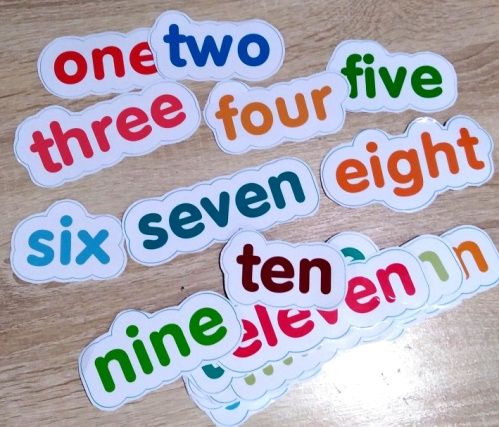 one two
three four five
six seven eight
ten
nine eleven